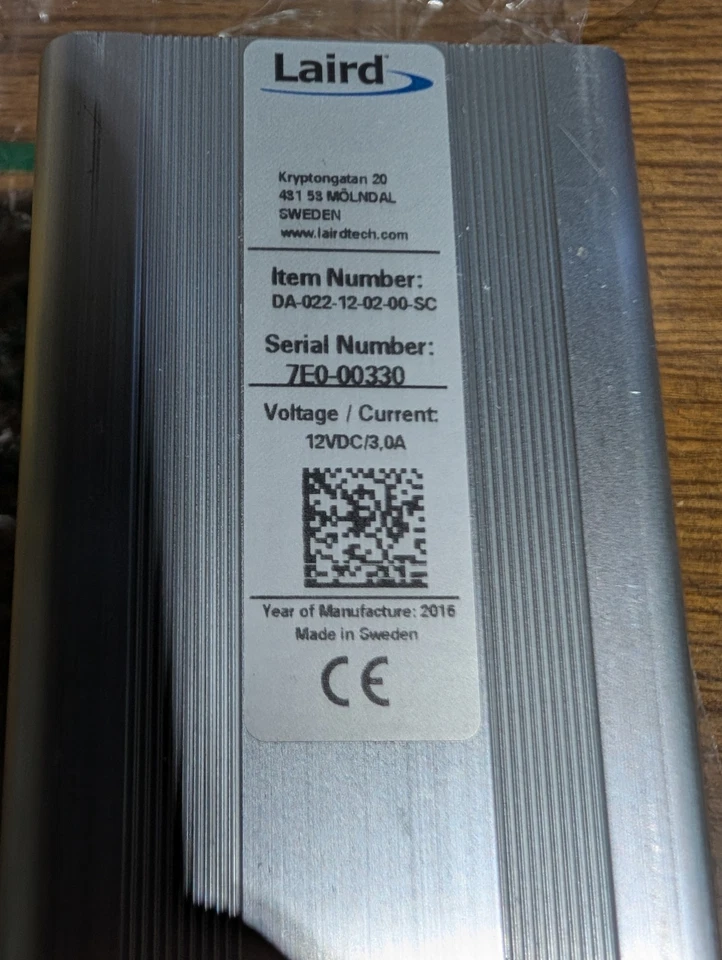 Laird
Kryptongatan 20
431 53 MÖLNDAL
SWEDEN
www.lairdtech.com
Item Number:
DA-022-12-02-00-SC
Serial Number:
7E0-00330
Voltage / Current:
12VDC/3,0A
Year of Manufacture: 2016
Made in Sweden
CE